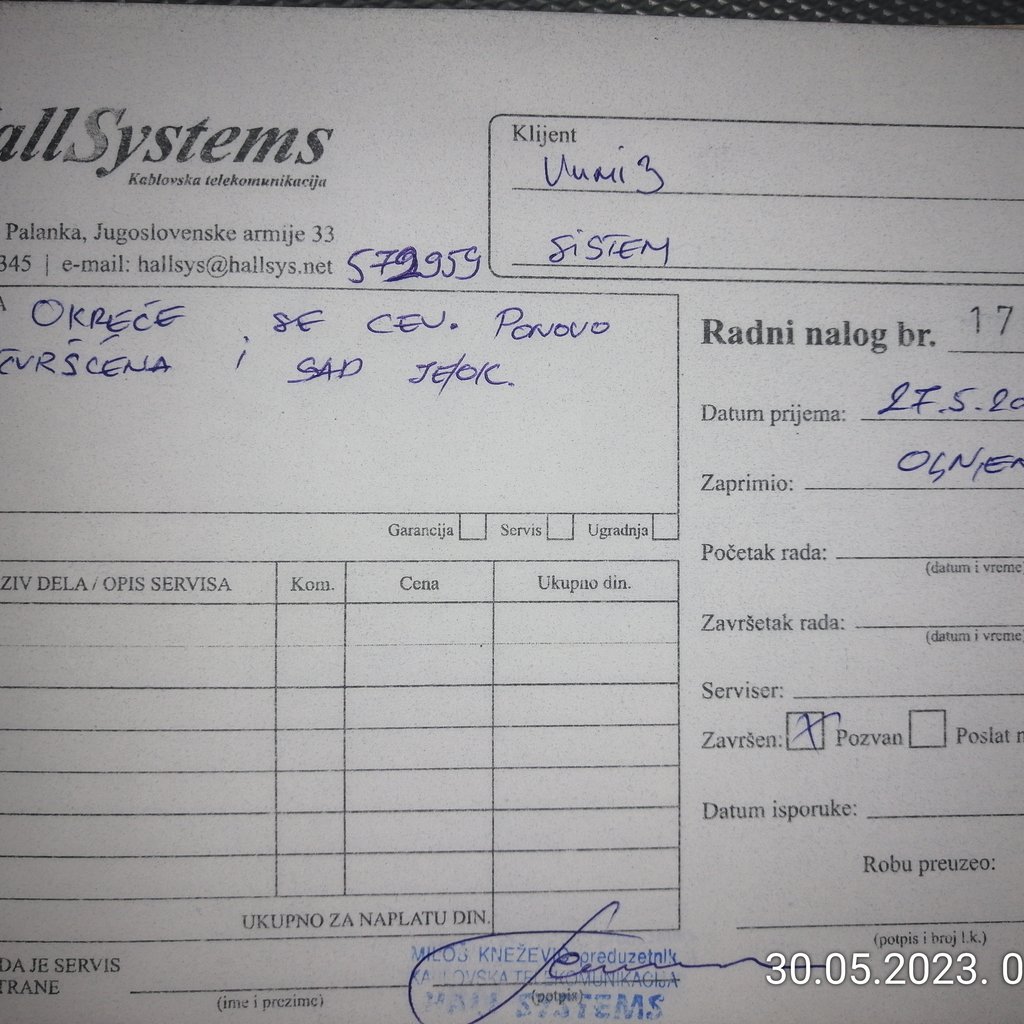 allSystems
Kablovska telekomunikacija
Palanka, Jugoslovenske armije 33
345 | e-mail: hallsys@hallsys.net 572959
Klijent
SISTEM
OKREĆE SE CEV. PONOVO
I SAD JE OK.
Garancija Servis Ugradnja
Radni nalog br. 17
Datum prijema: 27.5.20
Zaprimio: OGNJEN
Početak rada:
(datum i vreme
Završetak rada:
(datum i vreme
Serviser:
Završen: X Pozvan Poslat
Datum isporuke:
Robu preuzeo:
(potpis i broj l.k.)
ZIV DELA / OPIS SERVISA Kom. Cena Ukupno din.
UKUPNO ZA NAPLATU DIN.
DA JE SERVIS
TRANE
(ime i prezime)
(potpis)
MILOŠ KNEŽEVIĆ preduzetnik
KABLOVSKA TELEKOMUNIKACIJA
HALL SYSTEMS
30.05.2023. 0